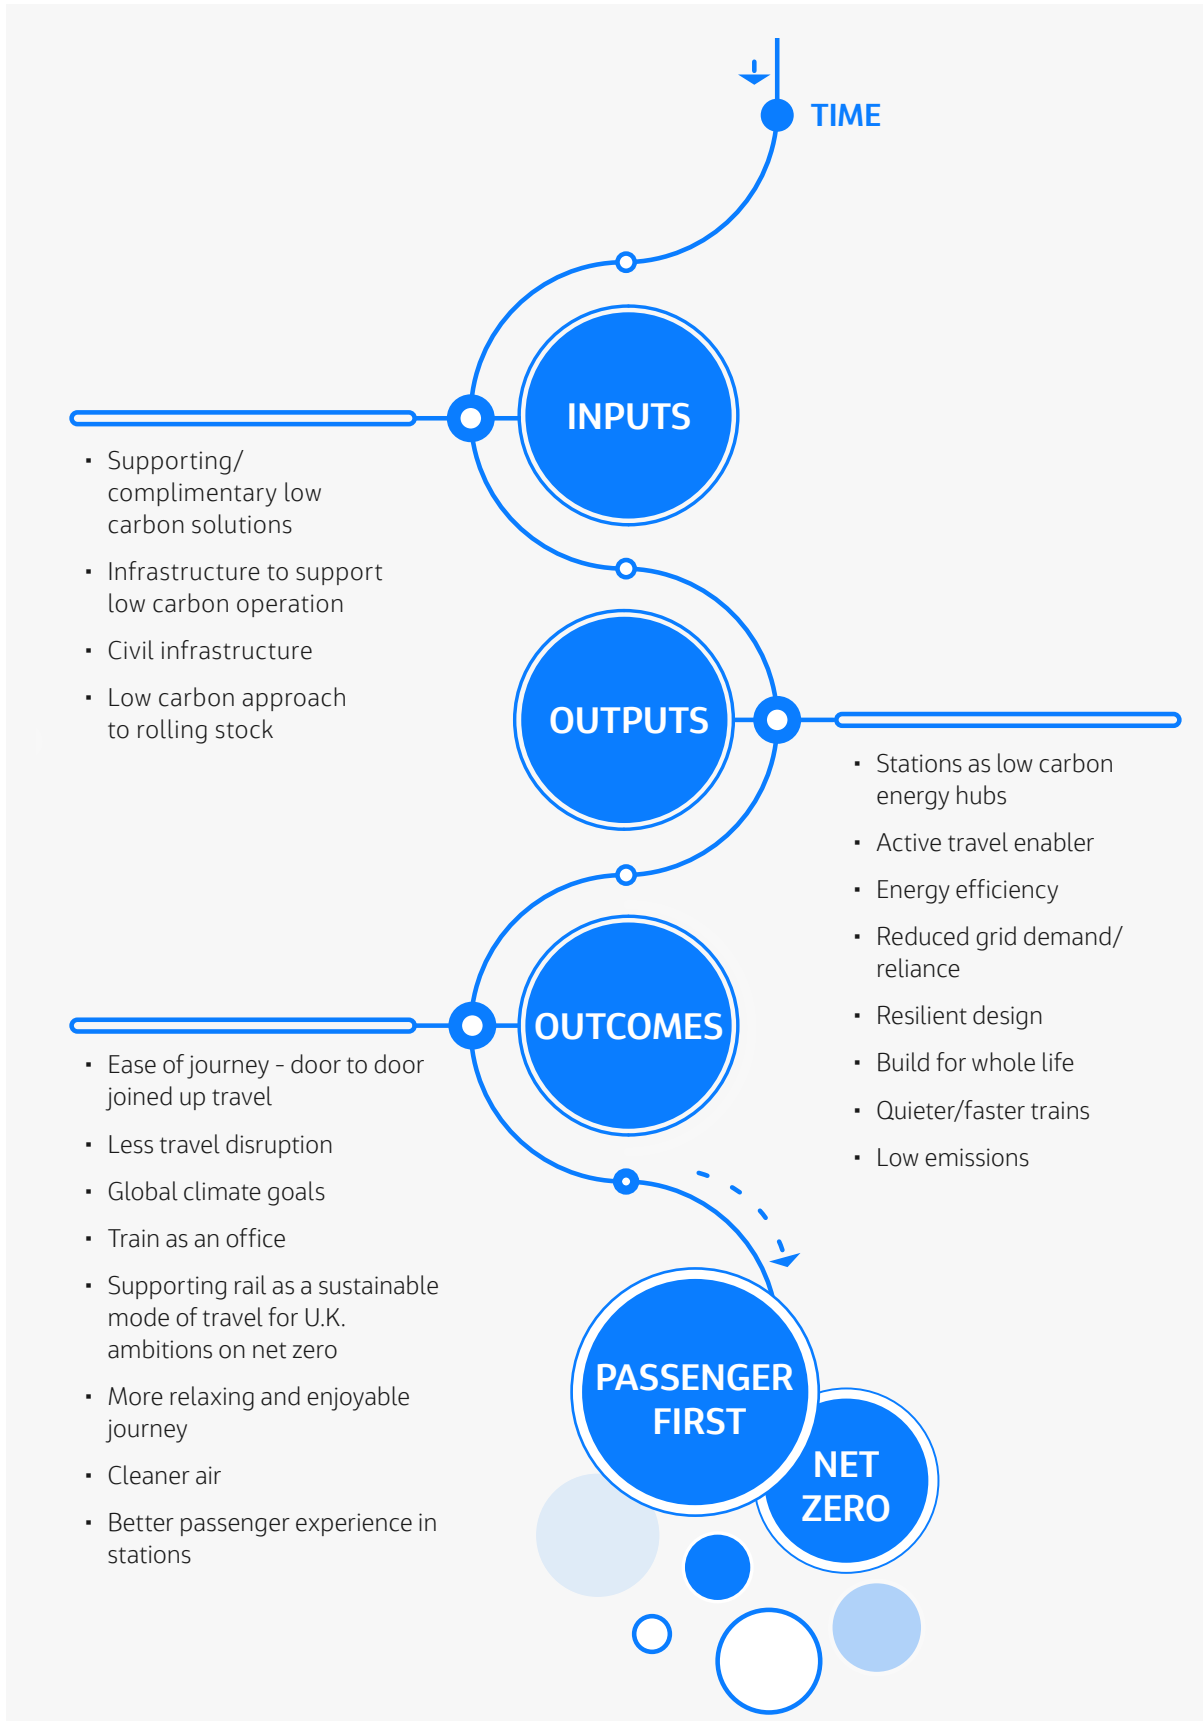 TIME
INPUTS
• Supporting/
complimentary low
carbon solutions
• Infrastructure to support
low carbon operation
• Civil infrastructure
• Low carbon approach
to rolling stock
OUTPUTS
• Stations as low carbon
energy hubs
• Active travel enabler
• Energy efficiency
• Reduced grid demand/
reliance
• Resilient design
• Build for whole life
• Quieter/faster trains
• Low emissions
OUTCOMES
• Ease of journey - door to door
joined up travel
• Less travel disruption
• Global climate goals
• Train as an office
• Supporting rail as a sustainable
mode of travel for U.K.
ambitions on net zero
• More relaxing and enjoyable
journey
• Cleaner air
• Better passenger experience in
stations
PASSENGER
FIRST
NET
ZERO